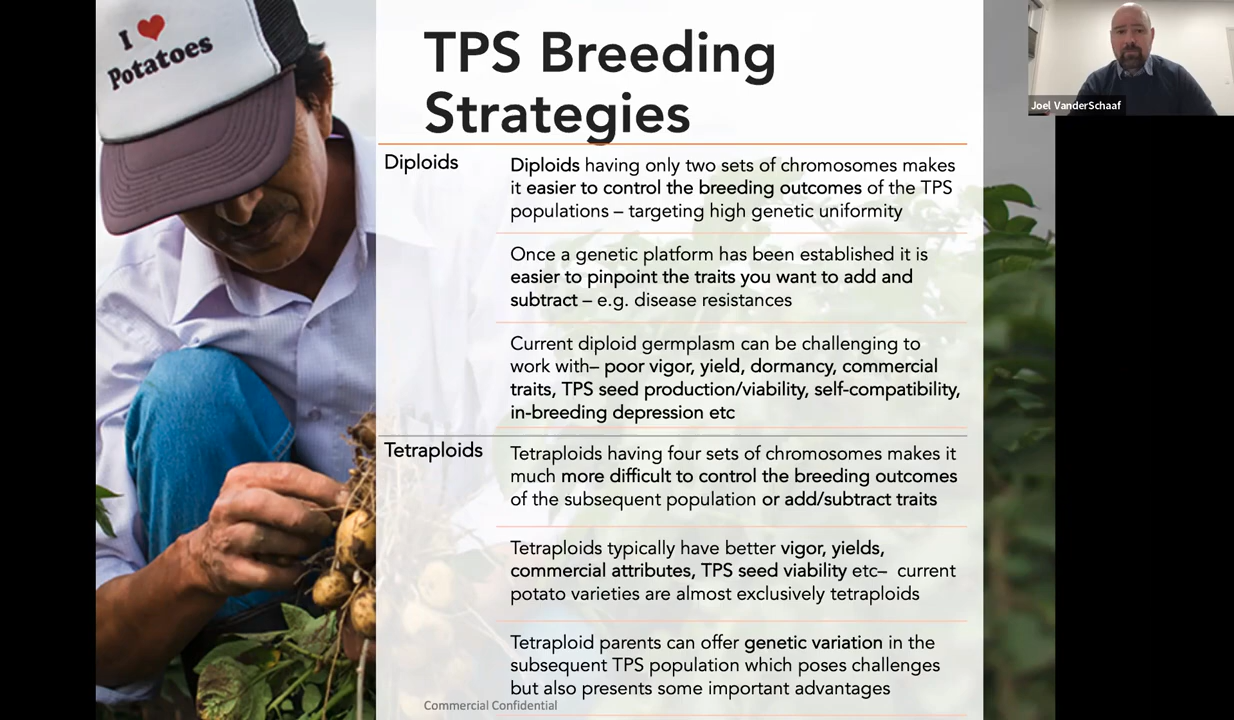 I ❤ Potatoes
TPS Breeding
Strategies
Joel VanderSchaaf
Diploids
Diploids having only two sets of chromosomes makes
it easier to control the breeding outcomes of the TPS
populations – targeting high genetic uniformity
Once a genetic platform has been established it is
easier to pinpoint the traits you want to add and
subtract – e.g. disease resistances
Current diploid germplasm can be challenging to
work with– poor vigor, yield, dormancy, commercial
traits, TPS seed production/viability, self-compatibility,
in-breeding depression etc
Tetraploids
Tetraploids having four sets of chromosomes makes it
much more difficult to control the breeding outcomes
of the subsequent population or add/subtract traits
Tetraploids typically have better vigor, yields,
commercial attributes, TPS seed viability etc– current
potato varieties are almost exclusively tetraploids
Tetraploid parents can offer genetic variation in the
subsequent TPS population which poses challenges
but also presents some important advantages
Commercial Confidential